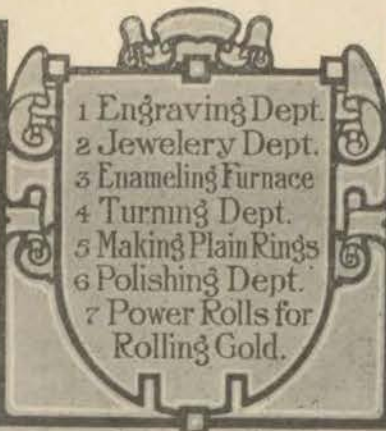 1 Engraving Dept.
2 Jewelery Dept.
3 Enameling Furnace
4 Turning Dept.
5 Making Plain Rings
6 Polishing Dept.
7 Power Rolls for
Rolling Gold.